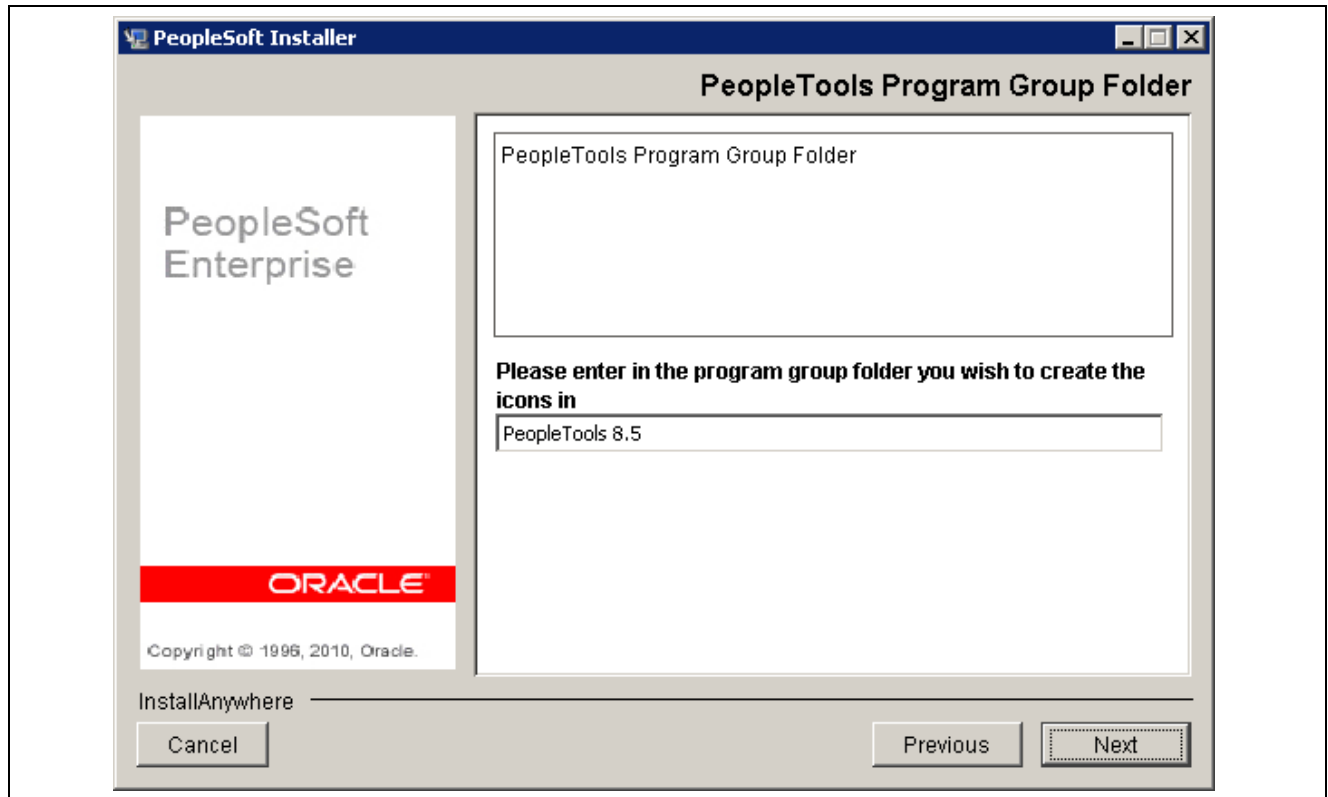 PeopleSoft Installer
PeopleTools Program Group Folder
PeopleTools Program Group Folder
PeopleSoft
Enterprise
Please enter in the program group folder you wish to create the
icons in
PeopleTools 8.5
ORACLE
Copyright © 1996, 2010, Oracle.
InstallAnywhere
Cancel
Previous
Next